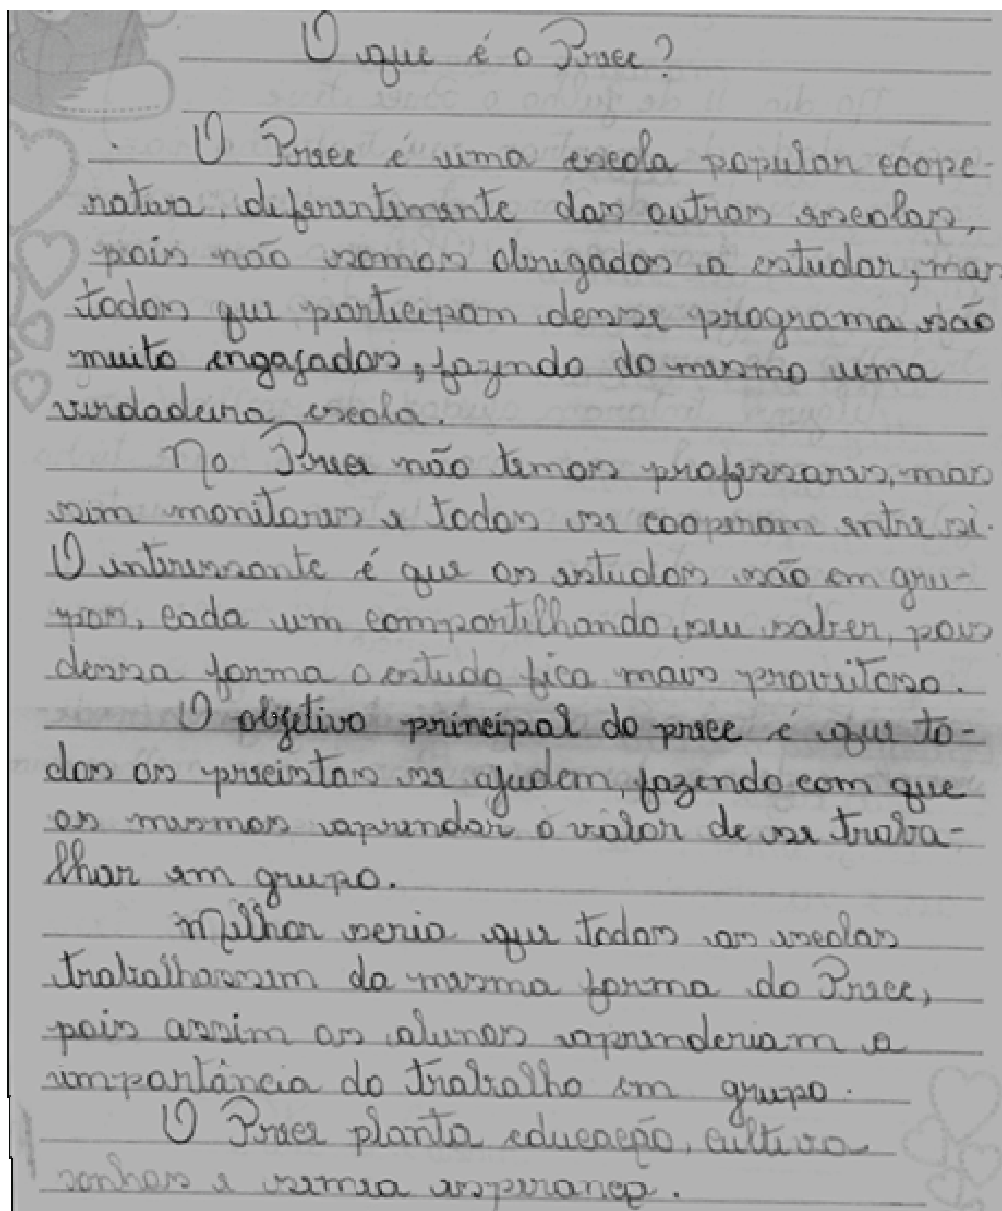 O que é o Prece?
O Prece é uma escola popular coope-
rativa, diferentemente das outras escolas,
pois não somos obrigados a estudar, mas
todos que participam desse programa são
muito engajados, fazendo do mesmo uma
verdadeira escola.
No Prece não temos professores, mas
sim monitores e todos se cooperam entre si.
O interessante é que os estudos são em gru-
pos, cada um compartilhando seu saber, pois
dessa forma o estudo fica mais proveitoso.
O objetivo principal do prece é que to-
dos os precistas se ajudem, fazendo com que
os mesmos aprendar o valor de se traba-
lhar em grupo.
Melhor seria que todas as escolas
trabalhassem da mesma forma do Prece,
pois assim os alunos aprenderiam a
importância do trabalho em grupo.
O Prece planta educação, cultiva
sonhos e semea esperança.